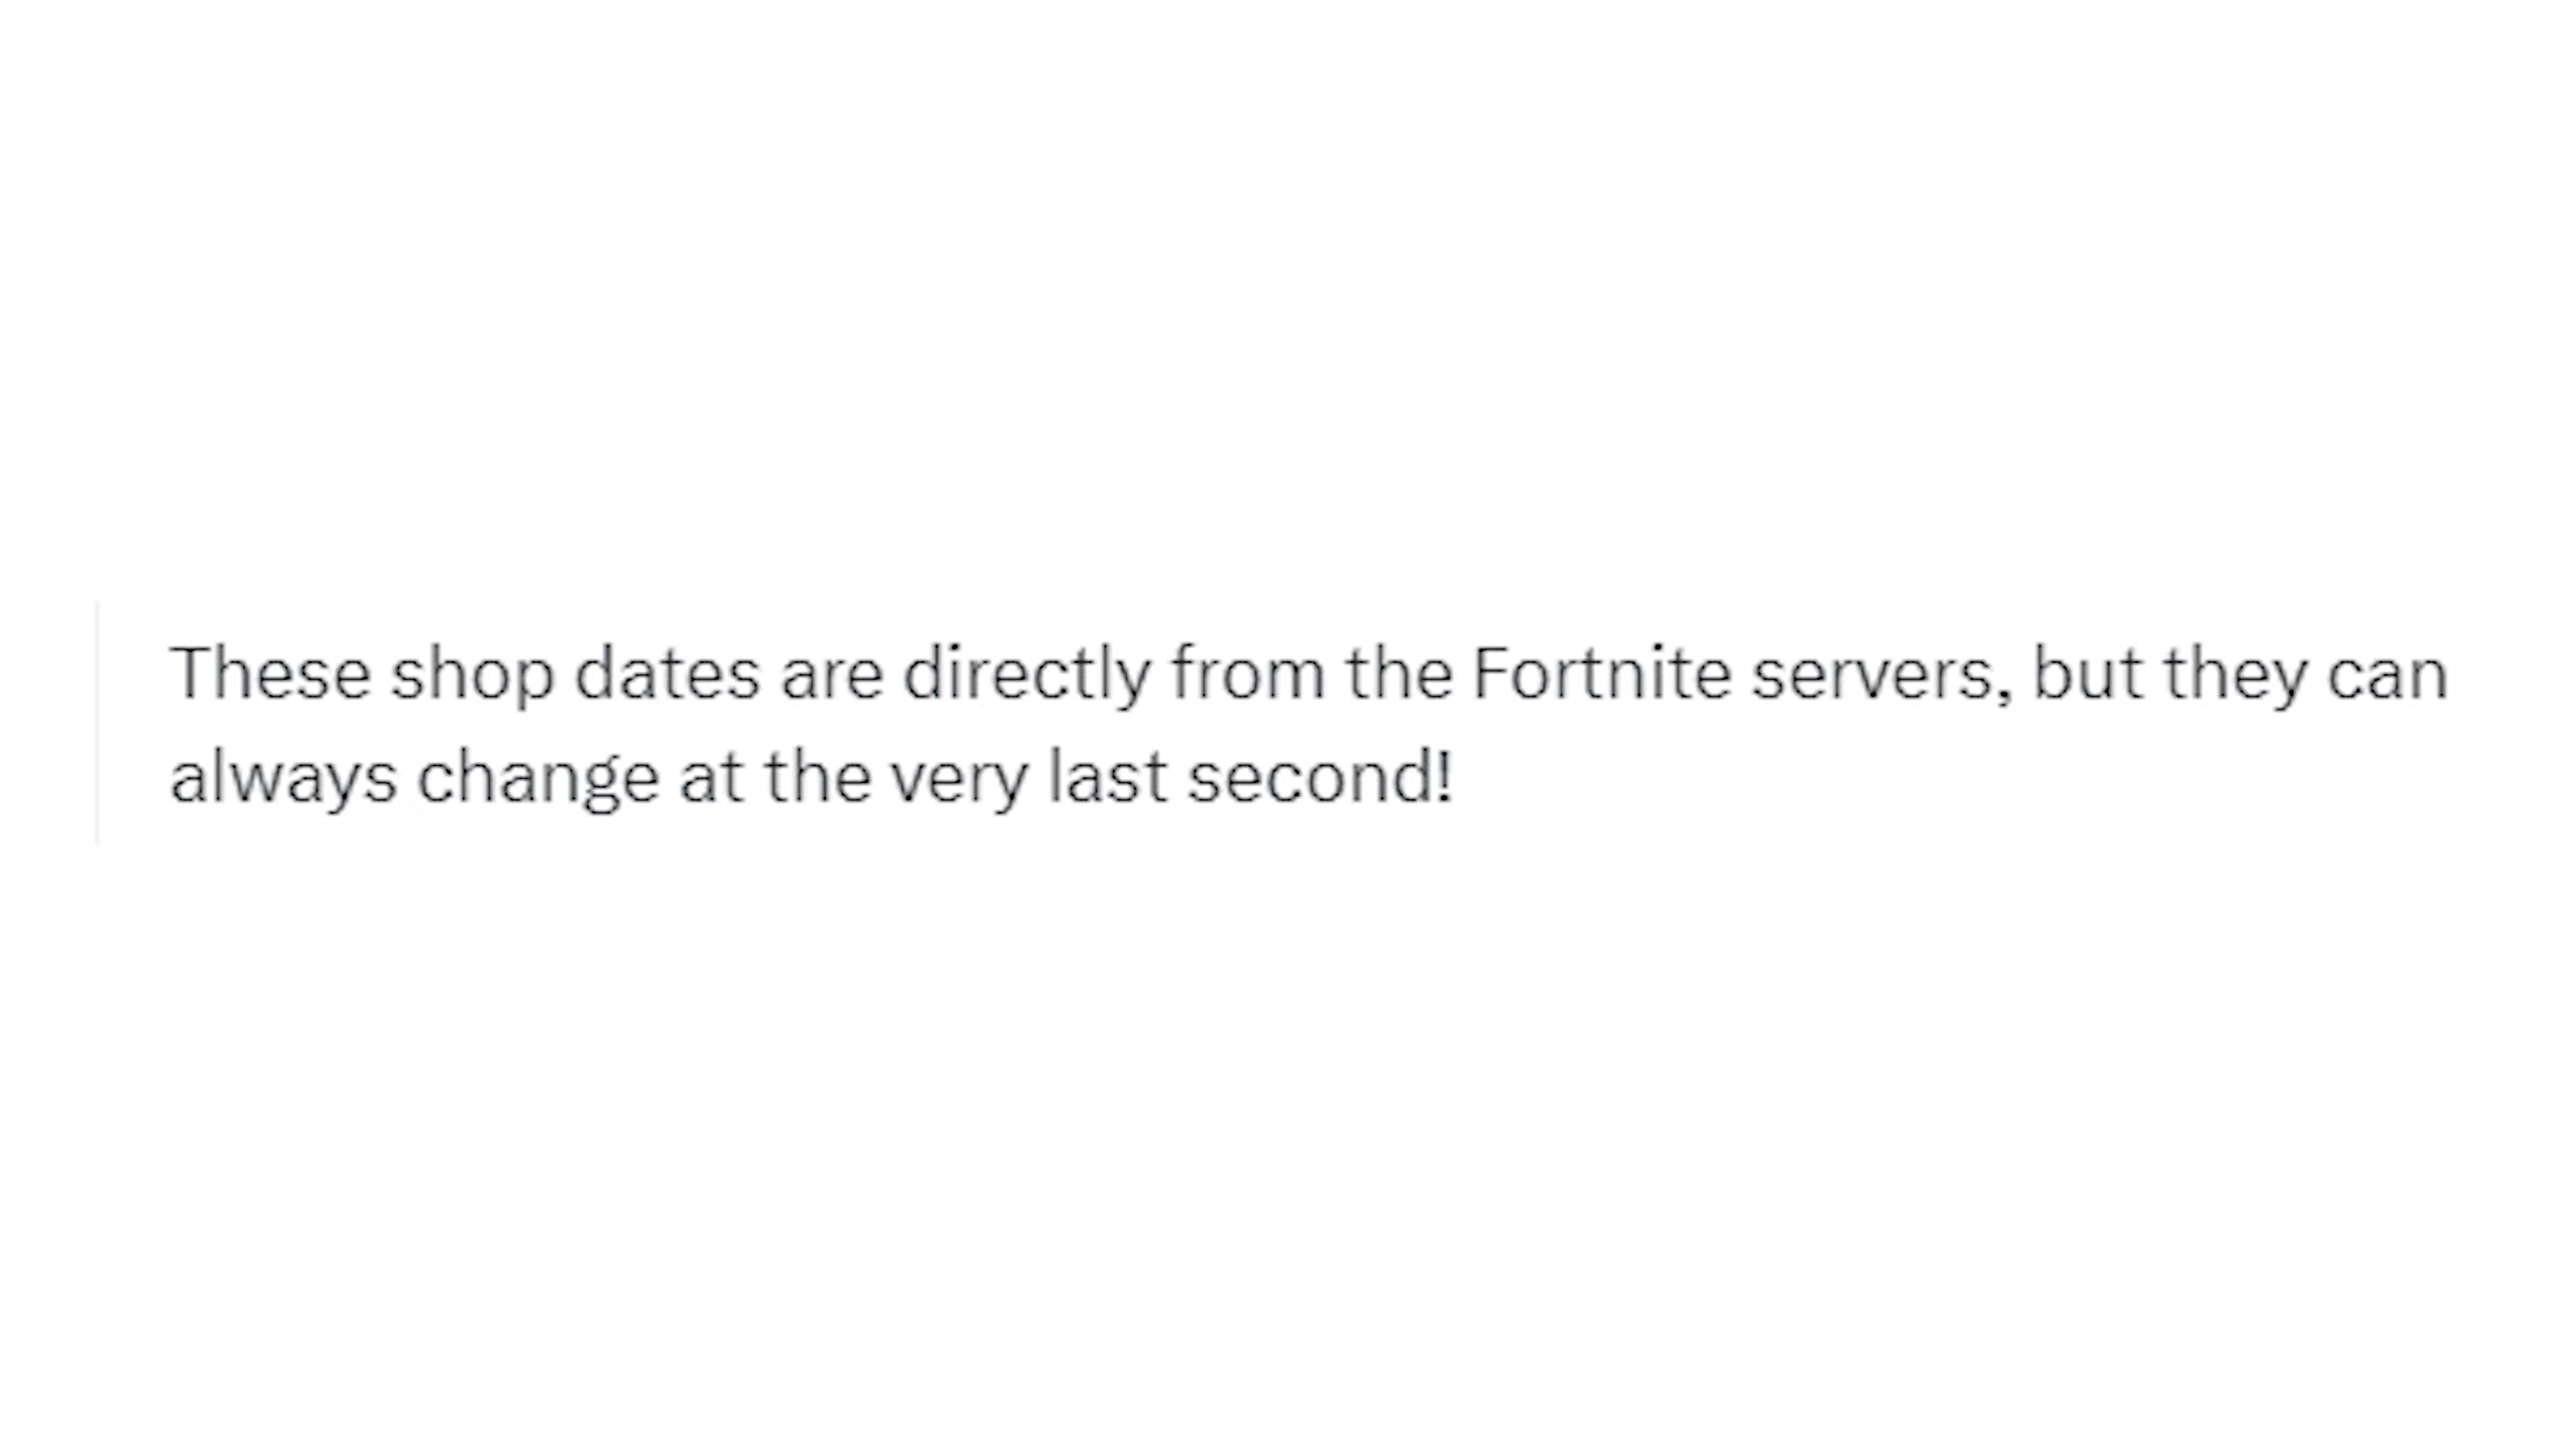 These shop dates are directly from the Fortnite servers, but they can
always change at the very last second!